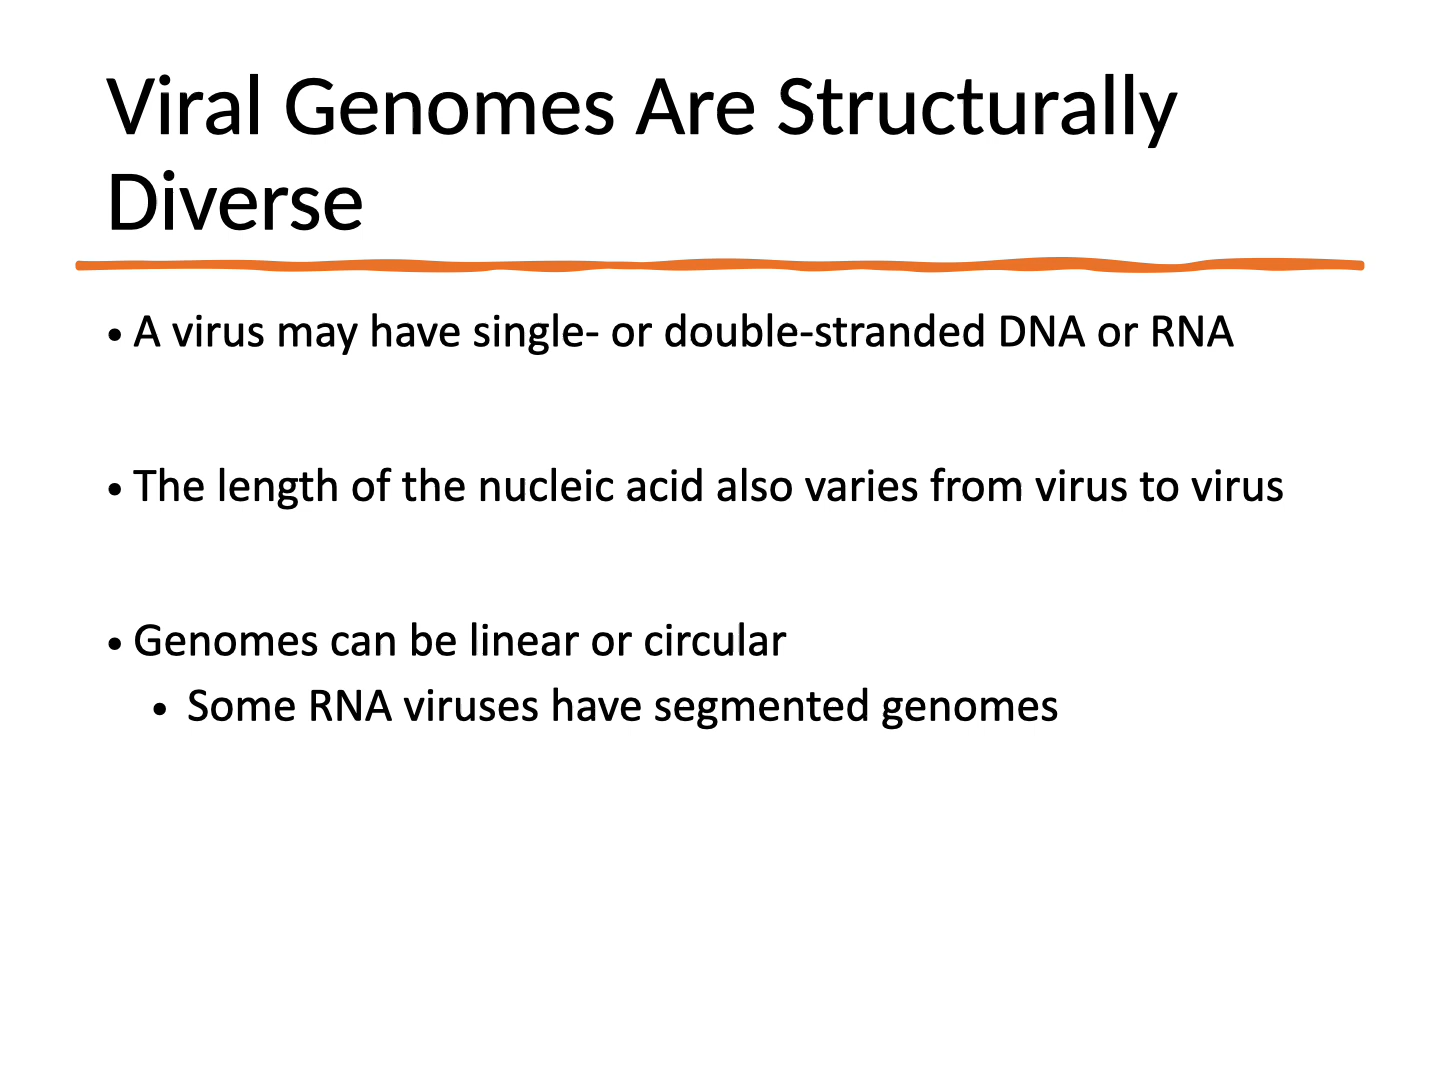 Viral Genomes Are Structurally
Diverse
• A virus may have single- or double-stranded DNA or RNA
• The length of the nucleic acid also varies from virus to virus
• Genomes can be linear or circular
• Some RNA viruses have segmented genomes